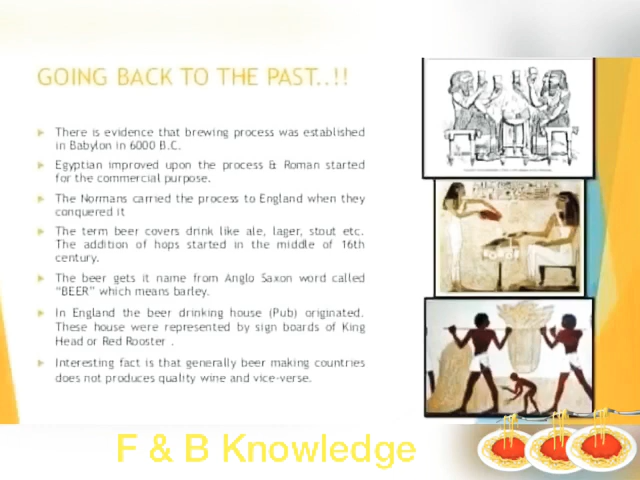 GOING BACK TO THE PAST..!!
There is evidence that brewing process was established
in Babylon in 6000 B.C.
Egyptian improved upon the process & Roman started
for the commercial purpose.
The Normans carried the process to England when they
conquered it
The term beer covers drink like ale, lager, stout etc.
The addition of hops started in the middle of 16th
century.
The beer gets it name from Anglo Saxon word called
"BEER" which means barley.
In England the beer drinking house (Pub) originated.
These house were represented by sign boards of King
Head or Red Rooster .
Interesting fact is that generally beer making countries
does not produces quality wine and vice-verse.
F & B Knowledge